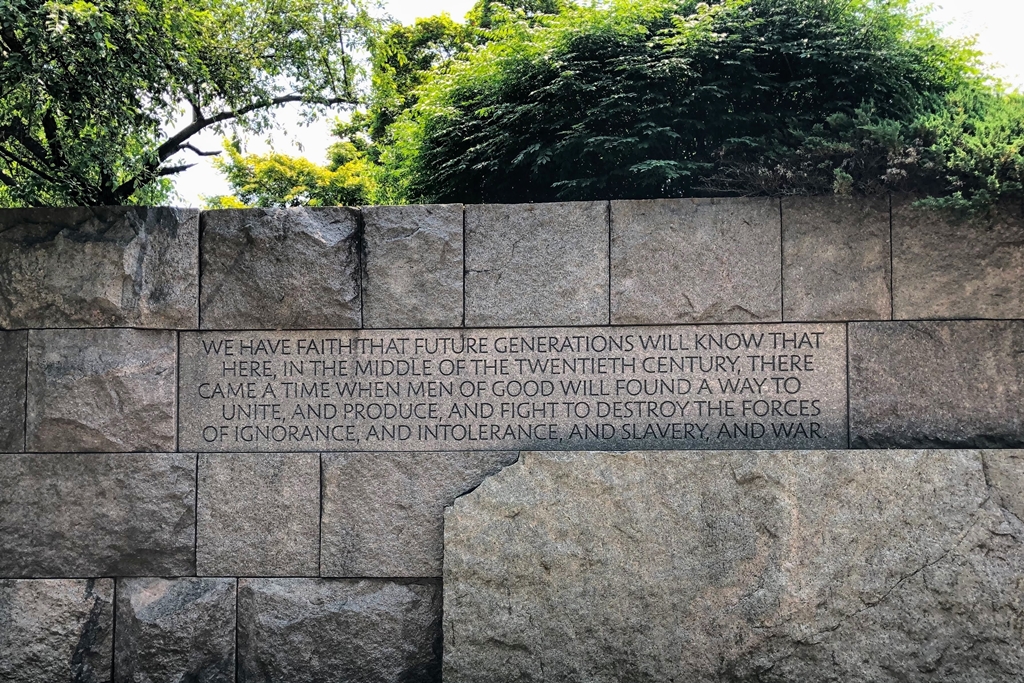 WE HAVE FAITH THAT FUTURE GENERATIONS WILL KNOW THAT
HERE, IN THE MIDDLE OF THE TWENTIETH CENTURY, THERE
CAME A TIME WHEN MEN OF GOOD WILL FOUND A WAY TO
UNITE, AND PRODUCE, AND FIGHT TO DESTROY THE FORCES
OF IGNORANCE, AND INTOLERANCE, AND SLAVERY, AND WAR.